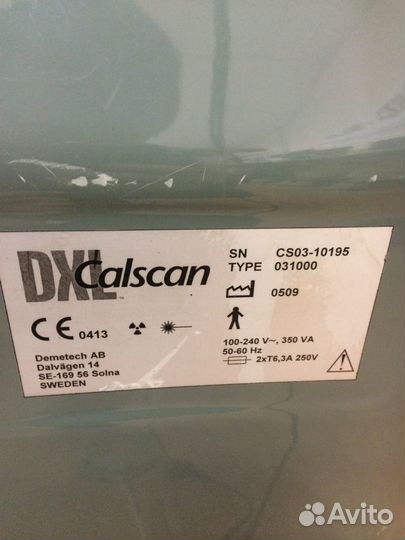 DXL Calscan
SN CS03-10195
TYPE 031000
0509
CE 0413
100-240 V~, 350 VA
50-60 Hz
2xT6,3A 250V
Demetech AB
Dalvägen 14
SE-169 56 Solna
SWEDEN
Avito